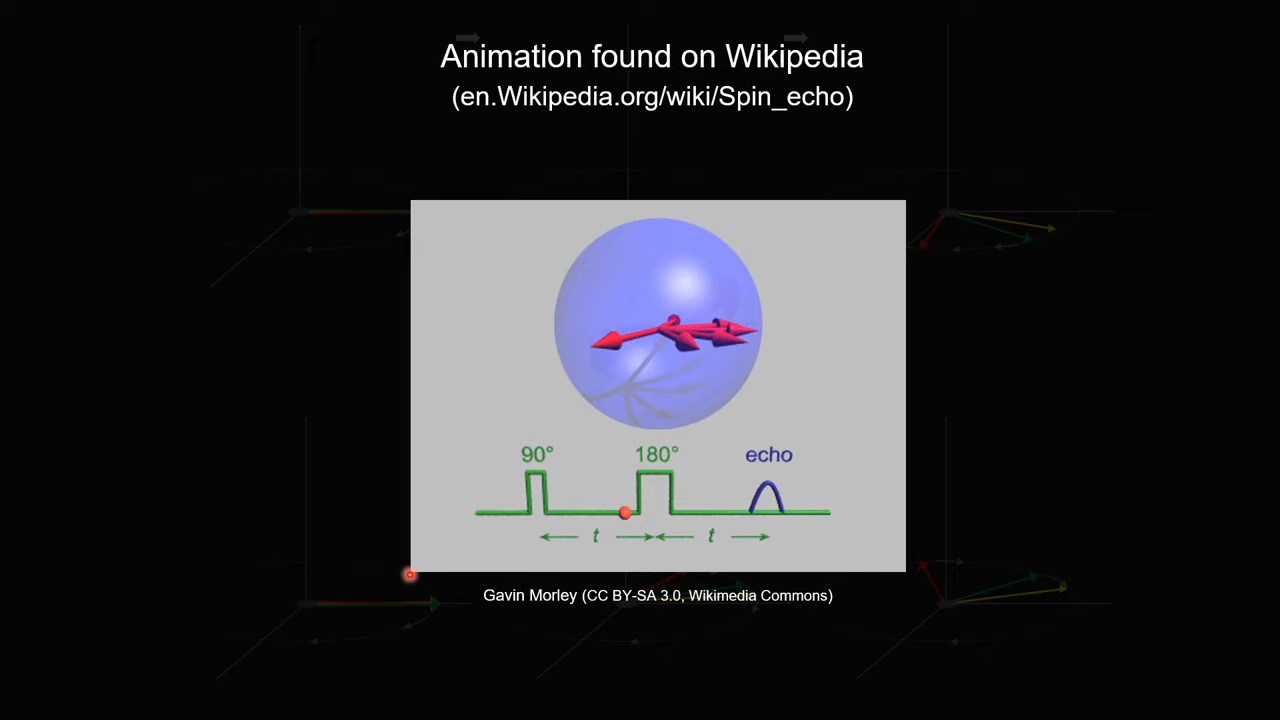 Animation found on Wikipedia
(en.Wikipedia.org/wiki/Spin_echo)
90° 180° echo
t t
Gavin Morley (CC BY-SA 3.0, Wikimedia Commons)